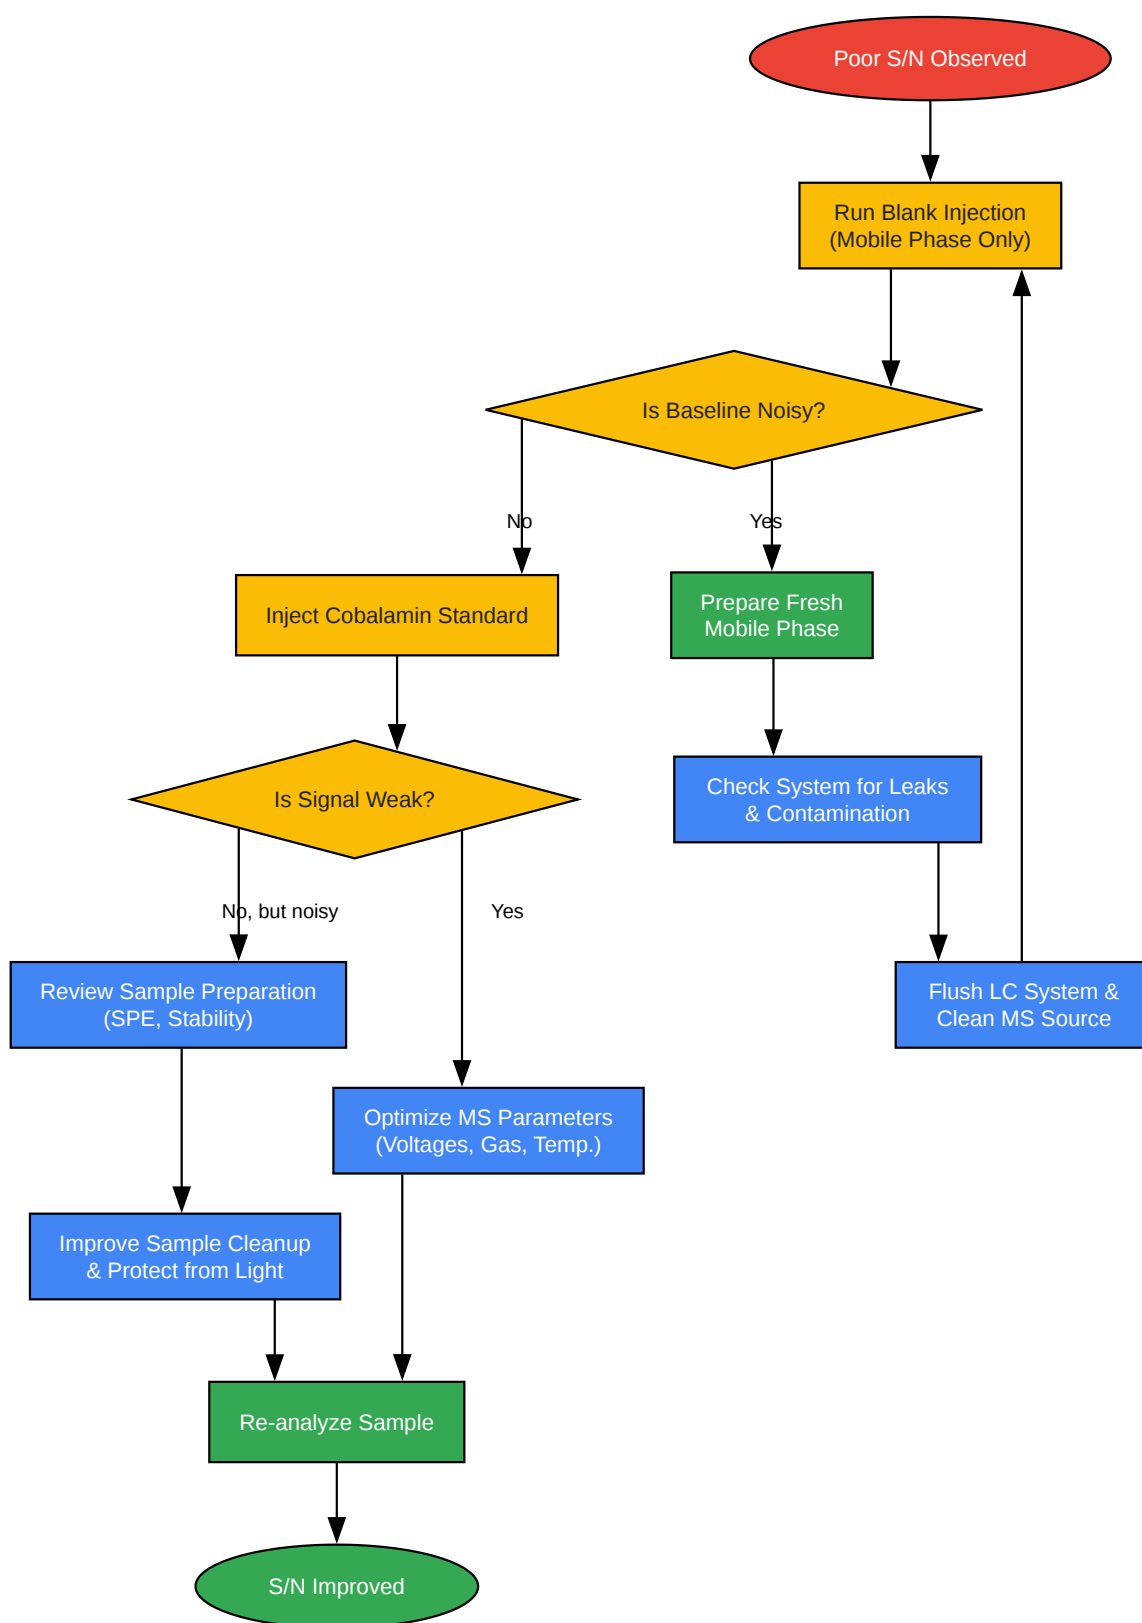 Poor S/N Observed
Run Blank Injection
(Mobile Phase Only)
Is Baseline Noisy?
No
Yes
Inject Cobalamin Standard
Prepare Fresh
Mobile Phase
Is Signal Weak?
Check System for Leaks
& Contamination
No, but noisy
Yes
Review Sample Preparation
(SPE, Stability)
Flush LC System &
Clean MS Source
Optimize MS Parameters
(Voltages, Gas, Temp.)
Improve Sample Cleanup
& Protect from Light
Re-analyze Sample
S/N Improved